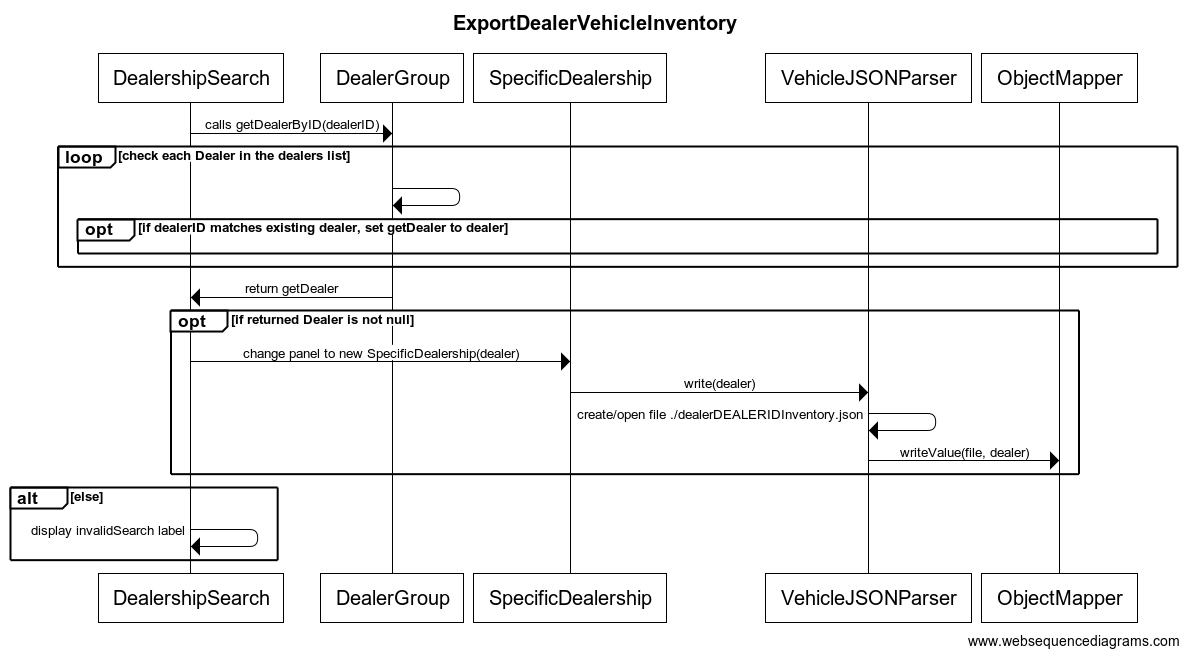 ExportDealerVehicleInventory
DealershipSearch DealerGroup SpecificDealership VehicleJSONParser ObjectMapper
calls getDealerByID(dealerID)
loop [check each Dealer in the dealers list]
opt [if dealerID matches existing dealer, set getDealer to dealer]
return getDealer
opt [if returned Dealer is not null]
change panel to new SpecificDealership(dealer)
write(dealer)
create/open file ./dealerDEALERIDInventory.json
writeValue(file, dealer)
alt [else]
display invalidSearch label
DealershipSearch DealerGroup SpecificDealership VehicleJSONParser ObjectMapper
www.websequencediagrams.com